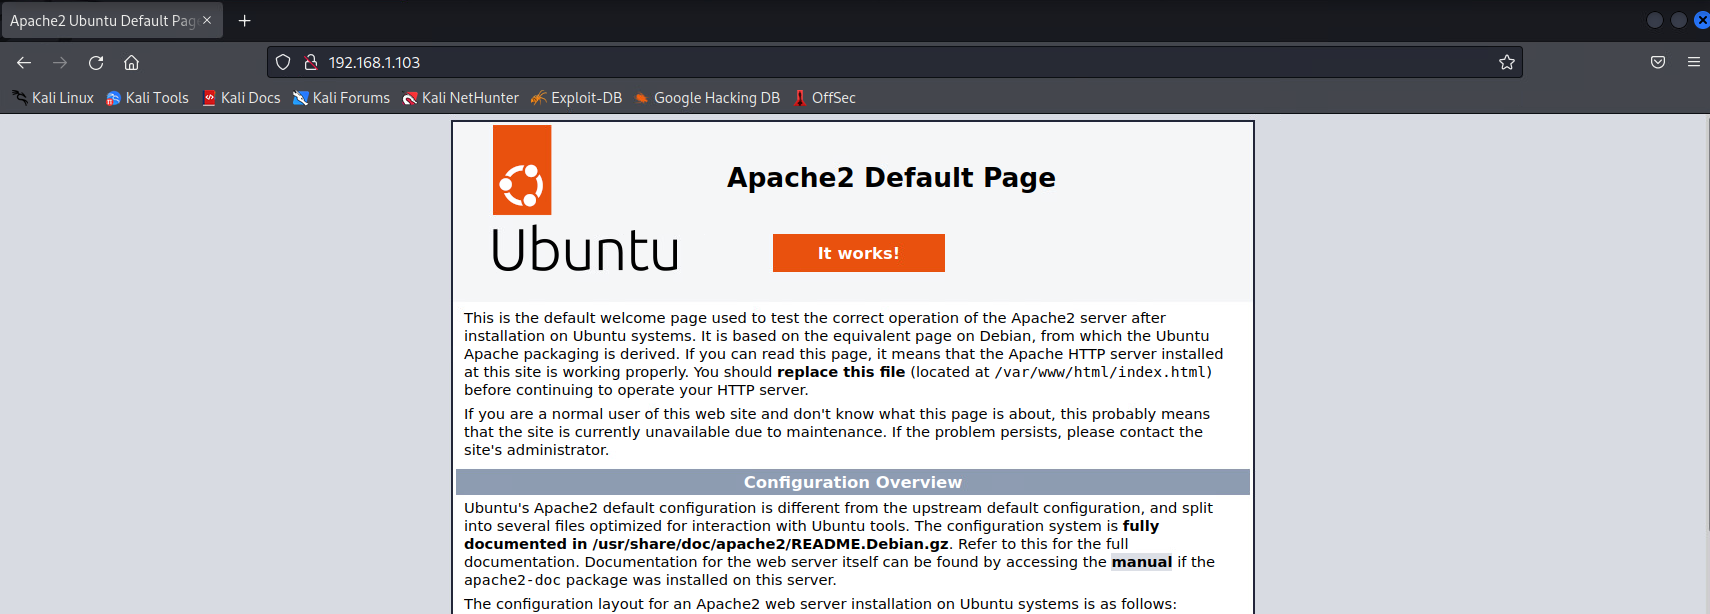 Apache2 Ubuntu Default Pag
192.168.1.103
Kali Linux Kali Tools Kali Docs Kali Forums Kali NetHunter Exploit-DB Google Hacking DB OffSec
Apache2 Default Page
Ubuntu
It works!
This is the default welcome page used to test the correct operation of the Apache2 server after
installation on Ubuntu systems. It is based on the equivalent page on Debian, from which the Ubuntu
Apache packaging is derived. If you can read this page, it means that the Apache HTTP server installed
at this site is working properly. You should replace this file (located at /var/www/html/index.html)
before continuing to operate your HTTP server.
If you are a normal user of this web site and don't know what this page is about, this probably means
that the site is currently unavailable due to maintenance. If the problem persists, please contact the
site's administrator.
Configuration Overview
Ubuntu's Apache2 default configuration is different from the upstream default configuration, and split
into several files optimized for interaction with Ubuntu tools. The configuration system is fully
documented in /usr/share/doc/apache2/README.Debian.gz. Refer to this for the full
documentation. Documentation for the web server itself can be found by accessing the manual if the
apache2-doc package was installed on this server.
The configuration layout for an Apache2 web server installation on Ubuntu systems is as follows: